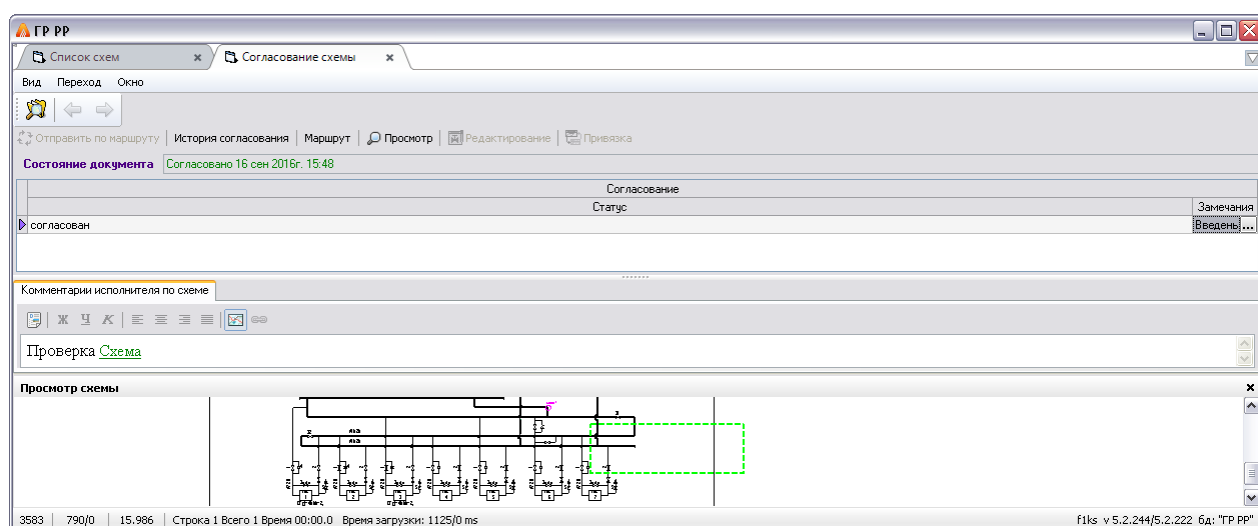 ГР РР
Список схем
Согласование схемы
Вид Переход Окно
Отправить по маршруту История согласования Маршрут Просмотр Редактирование Привязка
Состояние документа Согласовано 16 сен 2016г. 15:48
Согласование
Статус Замечания
согласован Введень ...
Комментарии исполнителя по схеме
Ж Ч К
Проверка Схема
Просмотр схемы
3583 790/0 15.986 Строка 1 Всего 1 Время 00:00.0 Время загрузки: 1125/0 ms f1ks v 5.2.244/5.2.222 бд: "ГР РР"